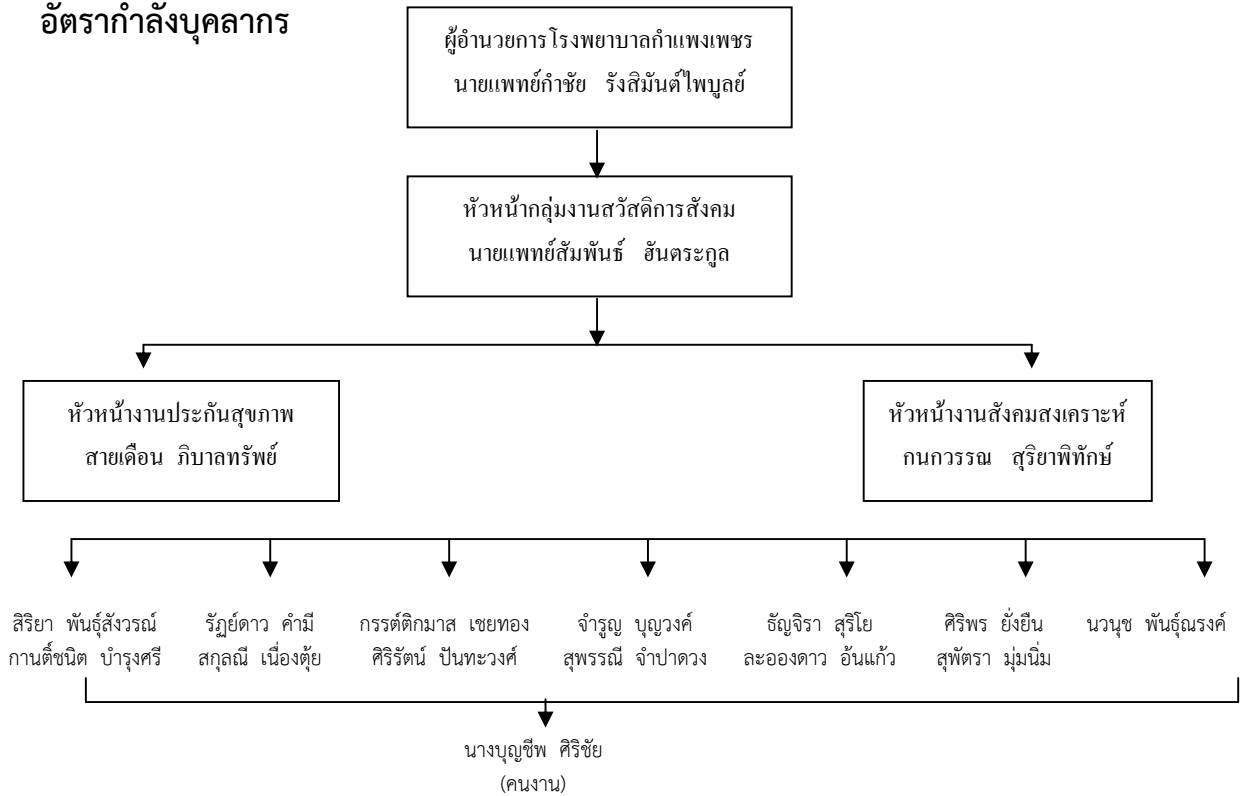 อัตรากำลังบุคลากร
ผู้อำนวยการโรงพยาบาลกำแพงเพชร
นายแพทย์กำชัย รังสิมันต์ไพบูลย์
หัวหน้ากลุ่มงานสวัสดิการสังคม
นายแพทย์สัมพันธ์ ฮันตระกูล
หัวหน้างานประกันสุขภาพ
สายเดือน ภิบาลทรัพย์
หัวหน้างานสังคมสงเคราะห์
กนกวรรณ สุริยาพิทักษ์
สิริยา พันธุ์สังวรณ์
กานติ์ชนิต บำรุงศรี
รัฏย์ดาว คำมี
สกุลณี เนื่องตุ้ย
กรรต์ติกมาส เชยทอง
ศิริรัตน์ ปันทะวงศ์
จำรูญ บุญวงค์
สุพรรณี จำปาดวง
ธัญจิรา สุริโย
ละอองดาว อ้นแก้ว
ศิริพร ยั่งยืน
สุพัตรา มุ่มนิ่ม
นวนุช พันธุ์ณรงค์
นางบุญชีพ ศิริชัย
(คนงาน)